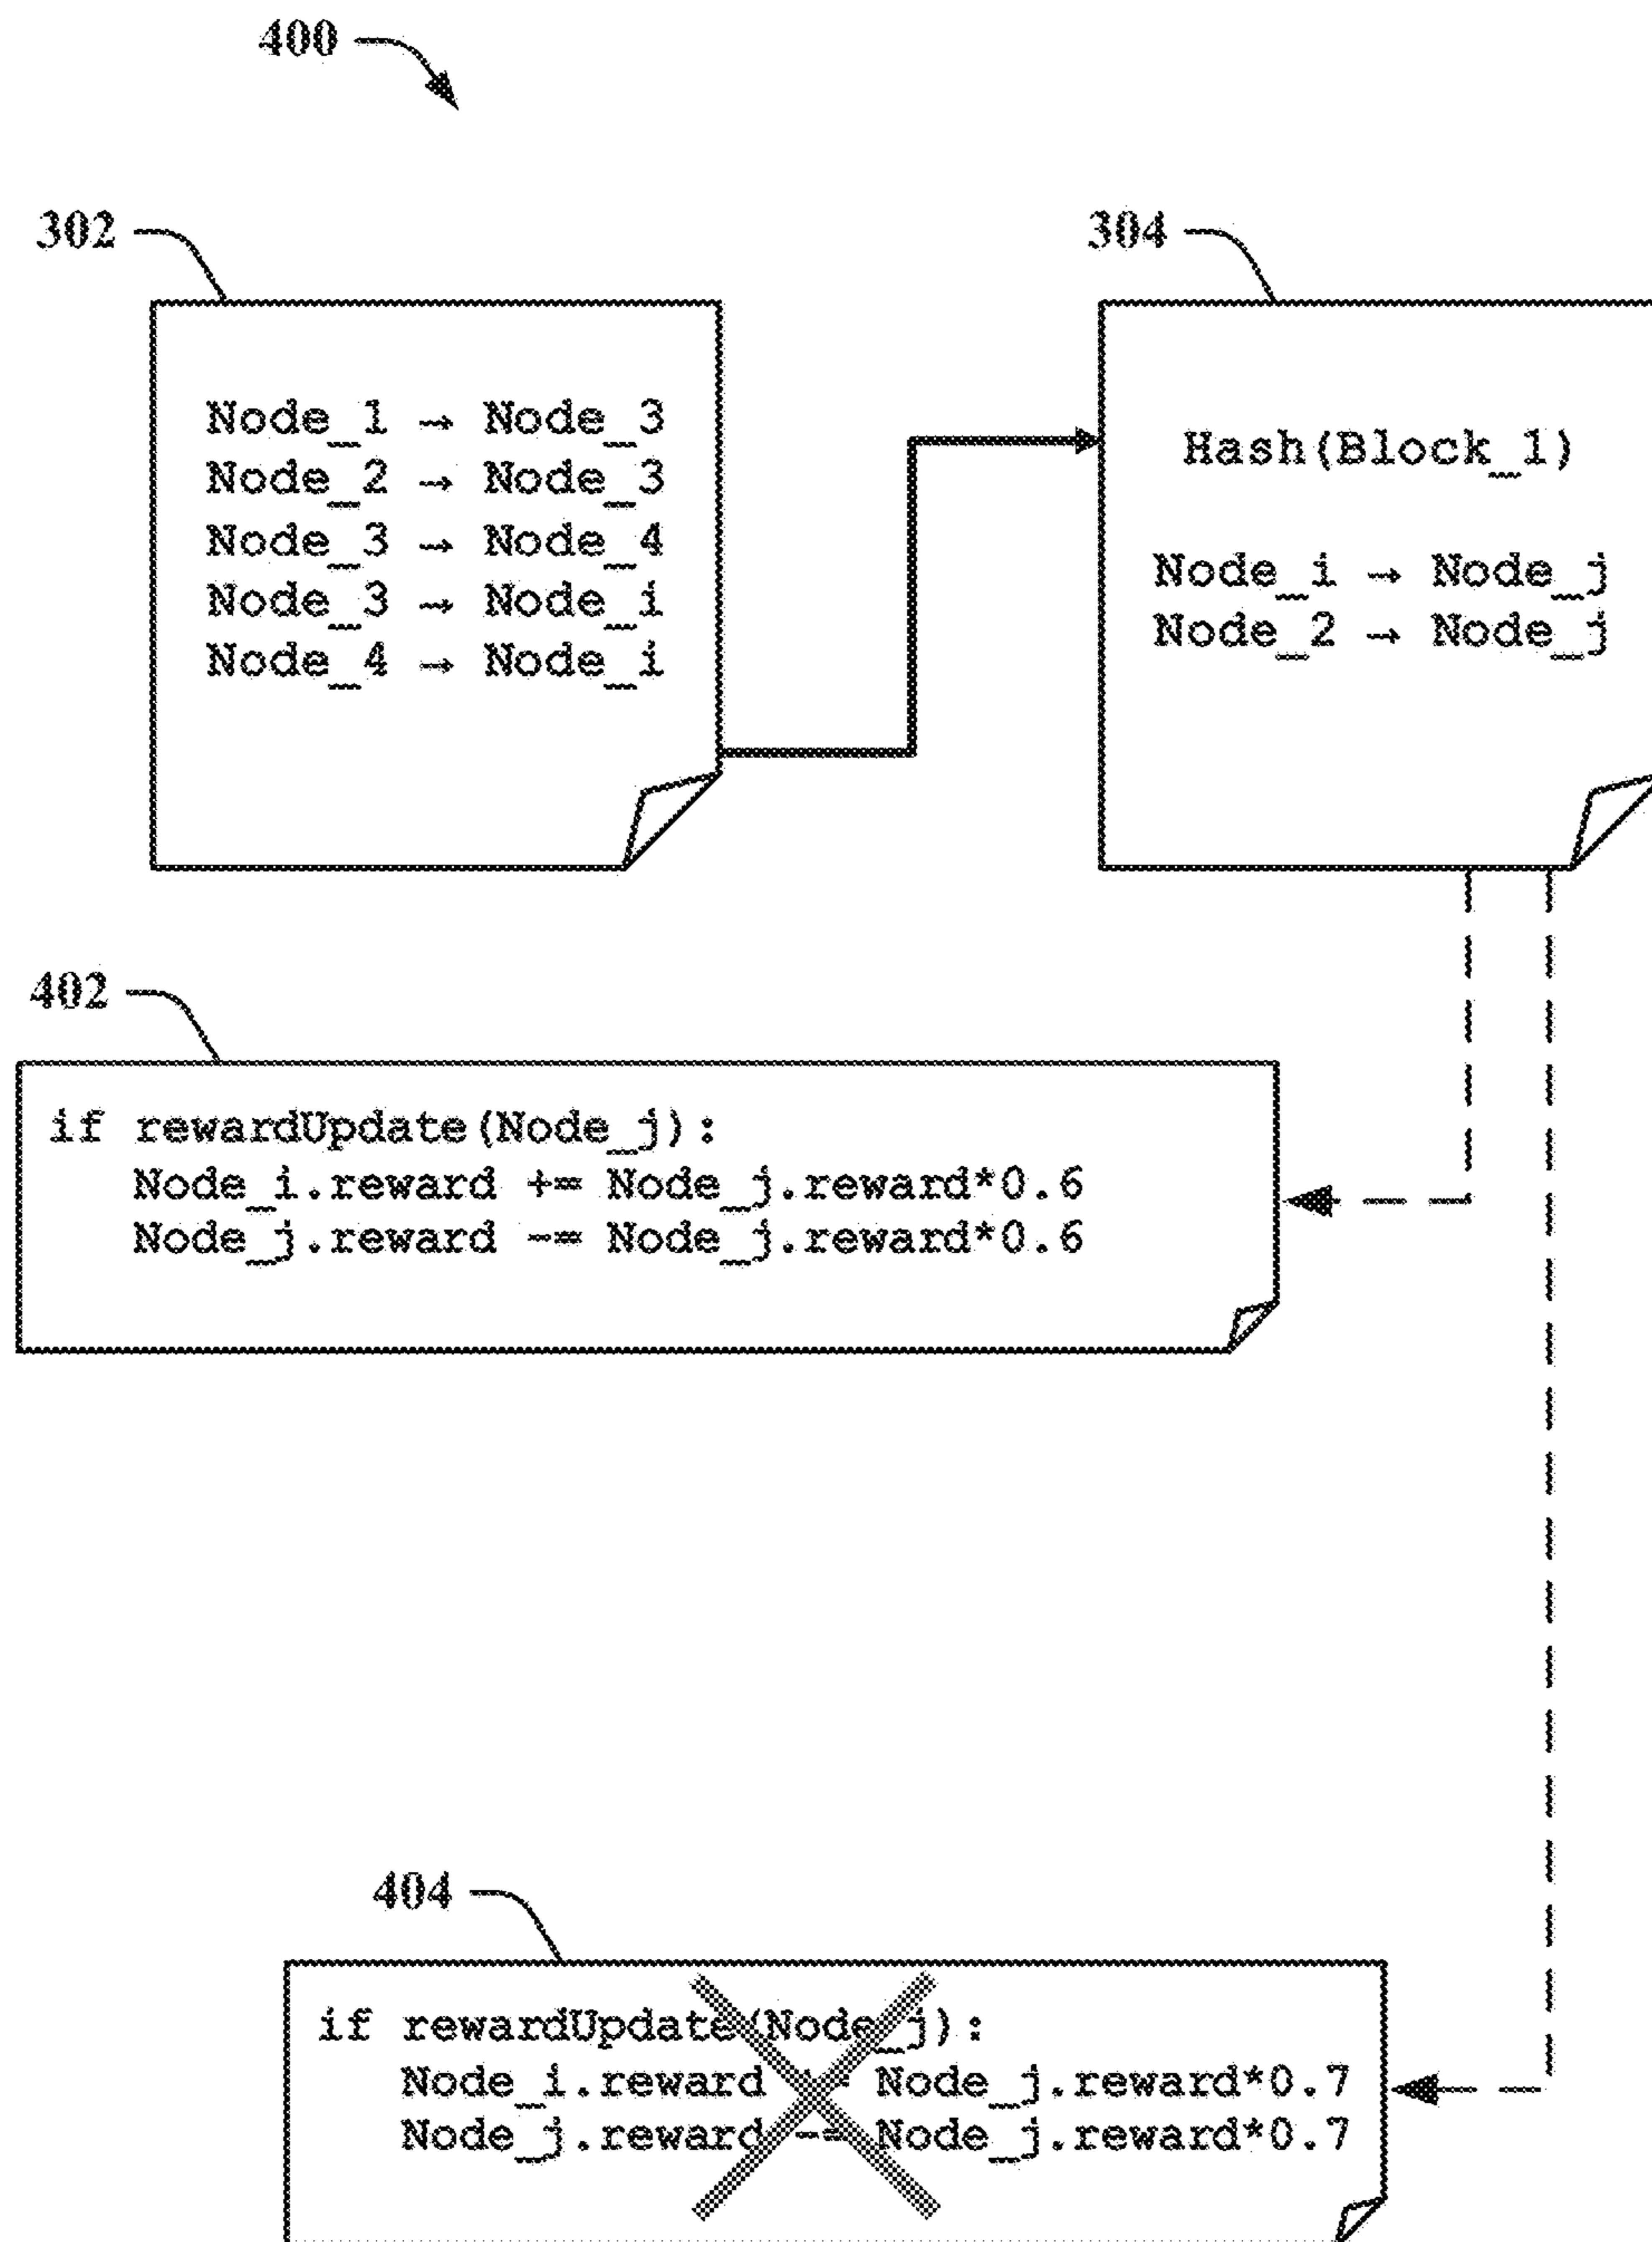 400
302
304
Node_1 → Node_3
Node_2 → Node_3
Node_3 → Node_4
Node_3 → Node_i
Node_4 → Node_i
Hash(Block_1)
Node_i → Node_j
Node_2 → Node_j
402
if rewardUpdate(Node_j):
Node_i.reward += Node_j.reward*0.6
Node_j.reward -= Node_j.reward*0.6
404
if rewardUpdate(Node_j):
Node_i.reward Node_j.reward*0.7
Node_j.reward -= Node_j.reward*0.7